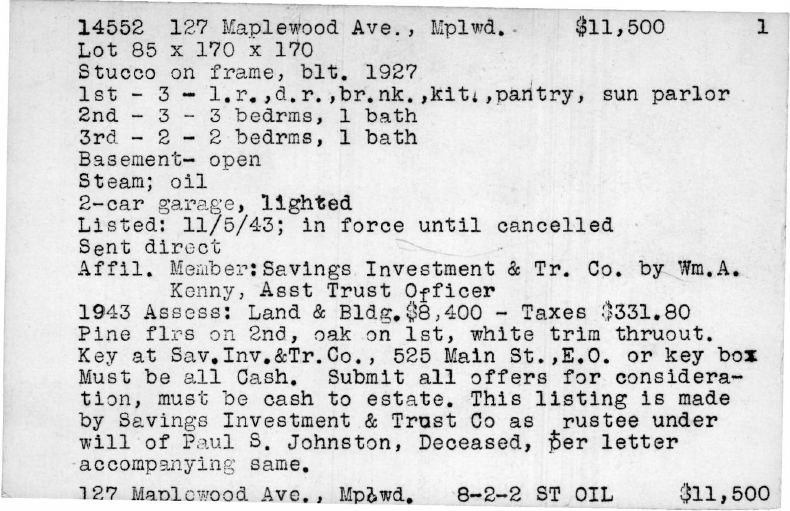 14552  127 Maplewood Ave., Mplwd.  $11,500  1
Lot 85 x 170 x 170
Stucco on frame, blt. 1927
1st - 3 - l.r.,d.r.,br.nk.,kit.,pantry, sun parlor
2nd - 3 - 3 bedrms, 1 bath
3rd - 2 - 2 bedrms, 1 bath
Basement- open
Steam; oil
2-car garage, lighted
Listed: 11/5/43; in force until cancelled
Sent direct
Affil. Member:Savings Investment & Tr. Co. by Wm.A.
Kenny, Asst Trust Officer
1943 Assess: Land & Bldg.$8,400 - Taxes $331.80
Pine flrs on 2nd, oak on 1st, white trim thruout.
Key at Sav.Inv.&Tr.Co., 525 Main St.,E.O. or key box
Must be all Cash.  Submit all offers for considera-
tion, must be cash to estate. This listing is made
by Savings Investment & Trust Co as trustee under
will of Paul S. Johnston, Deceased, per letter
accompanying same.
127 Maplewood Ave., Mplwd.  8-2-2 ST OIL  $11,500